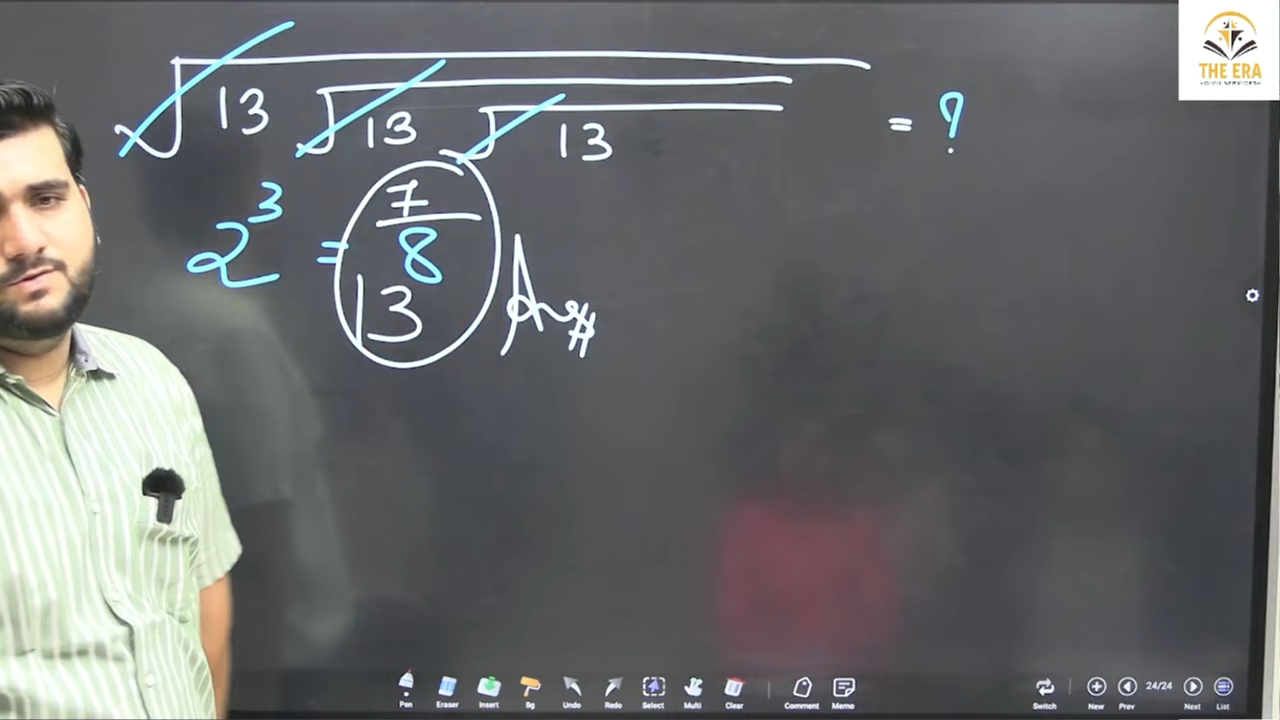 √13√13√13 = ?
2³ = 13^(7/8) Ans
THE ERA
Pen Eraser Insert Bg Undo Redo Select Multi Clear Comment Memo Switch New Prev 24/24 Next List